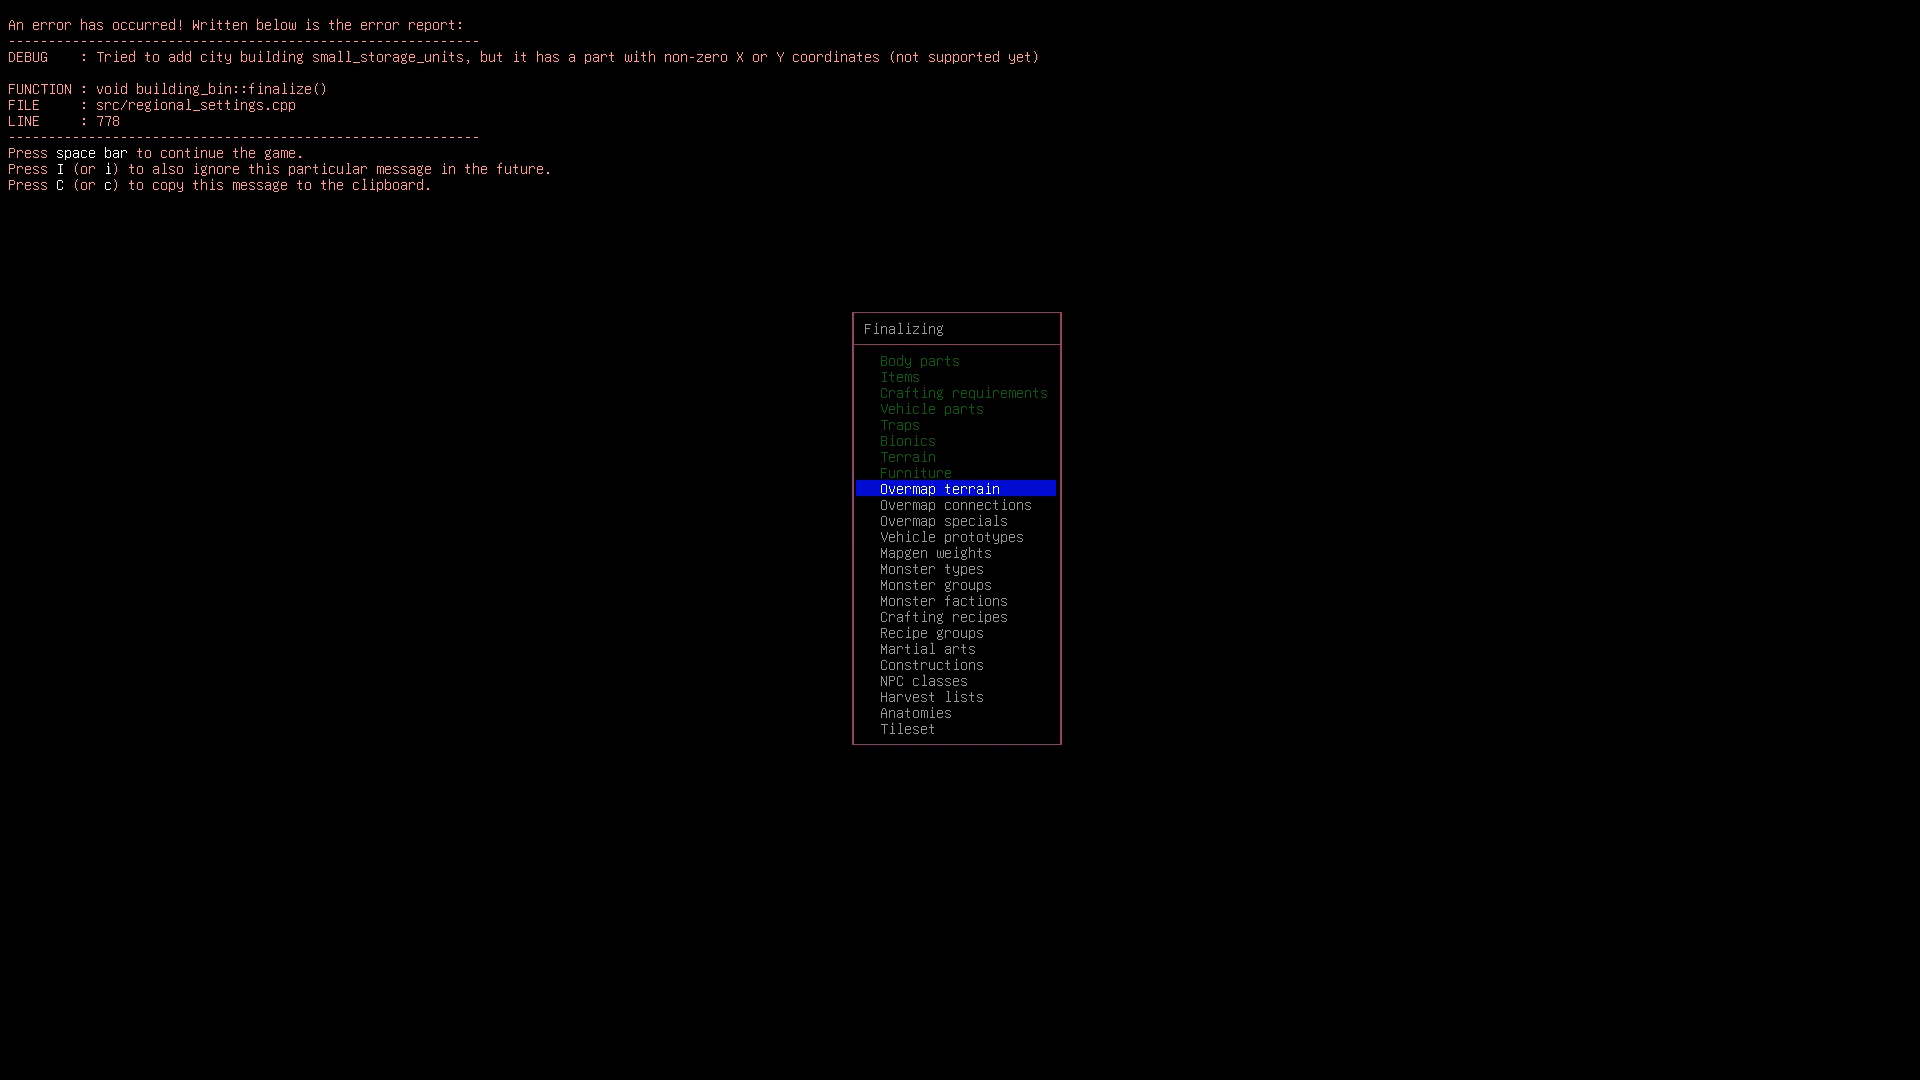 An error has occurred! Written below is the error report:
-----------------------------------------------------------
DEBUG    : Tried to add city building small_storage_units, but it has a part with non-zero X or Y coordinates (not supported yet)
FUNCTION : void building_bin::finalize()
FILE     : src/regional_settings.cpp
LINE     : 778
-----------------------------------------------------------
Press space bar to continue the game.
Press I (or i) to also ignore this particular message in the future.
Press C (or c) to copy this message to the clipboard.
Finalizing
Body parts
Items
Crafting requirements
Vehicle parts
Traps
Bionics
Terrain
Furniture
Overmap terrain
Overmap connections
Overmap specials
Vehicle prototypes
Mapgen weights
Monster types
Monster groups
Monster factions
Crafting recipes
Recipe groups
Martial arts
Constructions
NPC classes
Harvest lists
Anatomies
Tileset